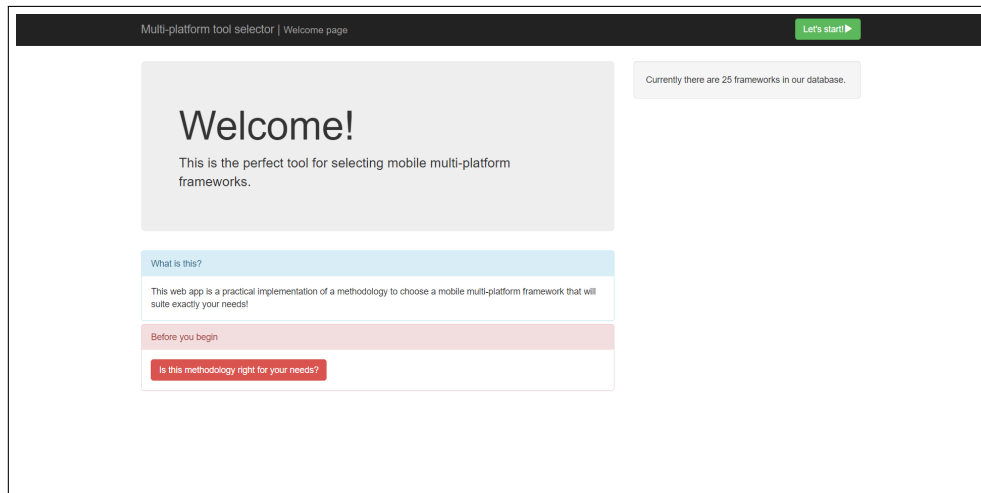 Multi-platform tool selector | Welcome page
Let's start!
Currently there are 25 frameworks in our database.
Welcome!
This is the perfect tool for selecting mobile multi-platform
frameworks.
What is this?
This web app is a practical implementation of a methodology to choose a mobile multi-platform framework that will
suite exactly your needs!
Before you begin
Is this methodology right for your needs?